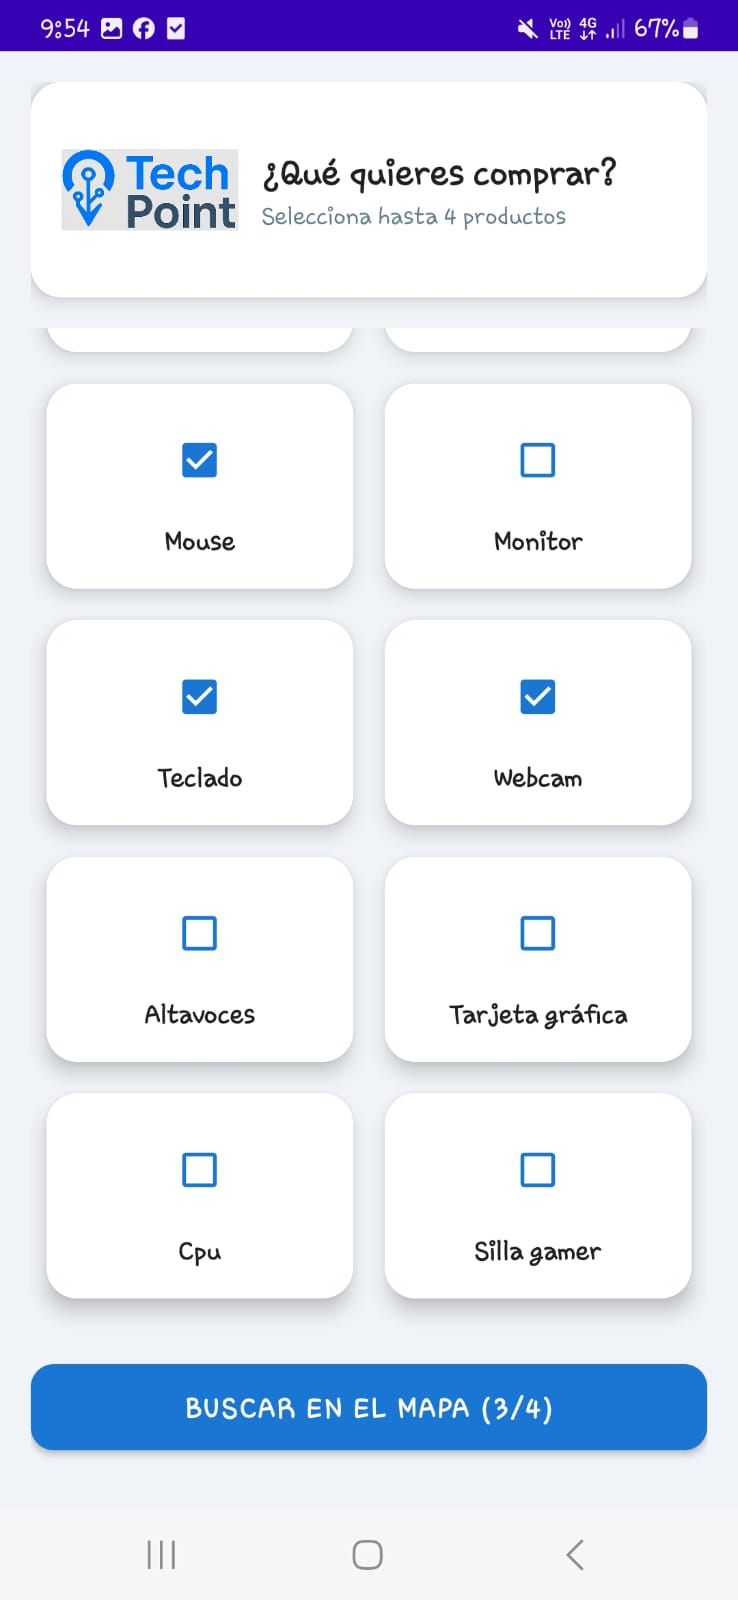 9:54
Vo)) LTE 4G 67%
Tech
Point
¿Qué quieres comprar?
Selecciona hasta 4 productos
Mouse
Monitor
Teclado
Webcam
Altavoces
Tarjeta gráfica
Cpu
Silla gamer
BUSCAR EN EL MAPA (3/4)